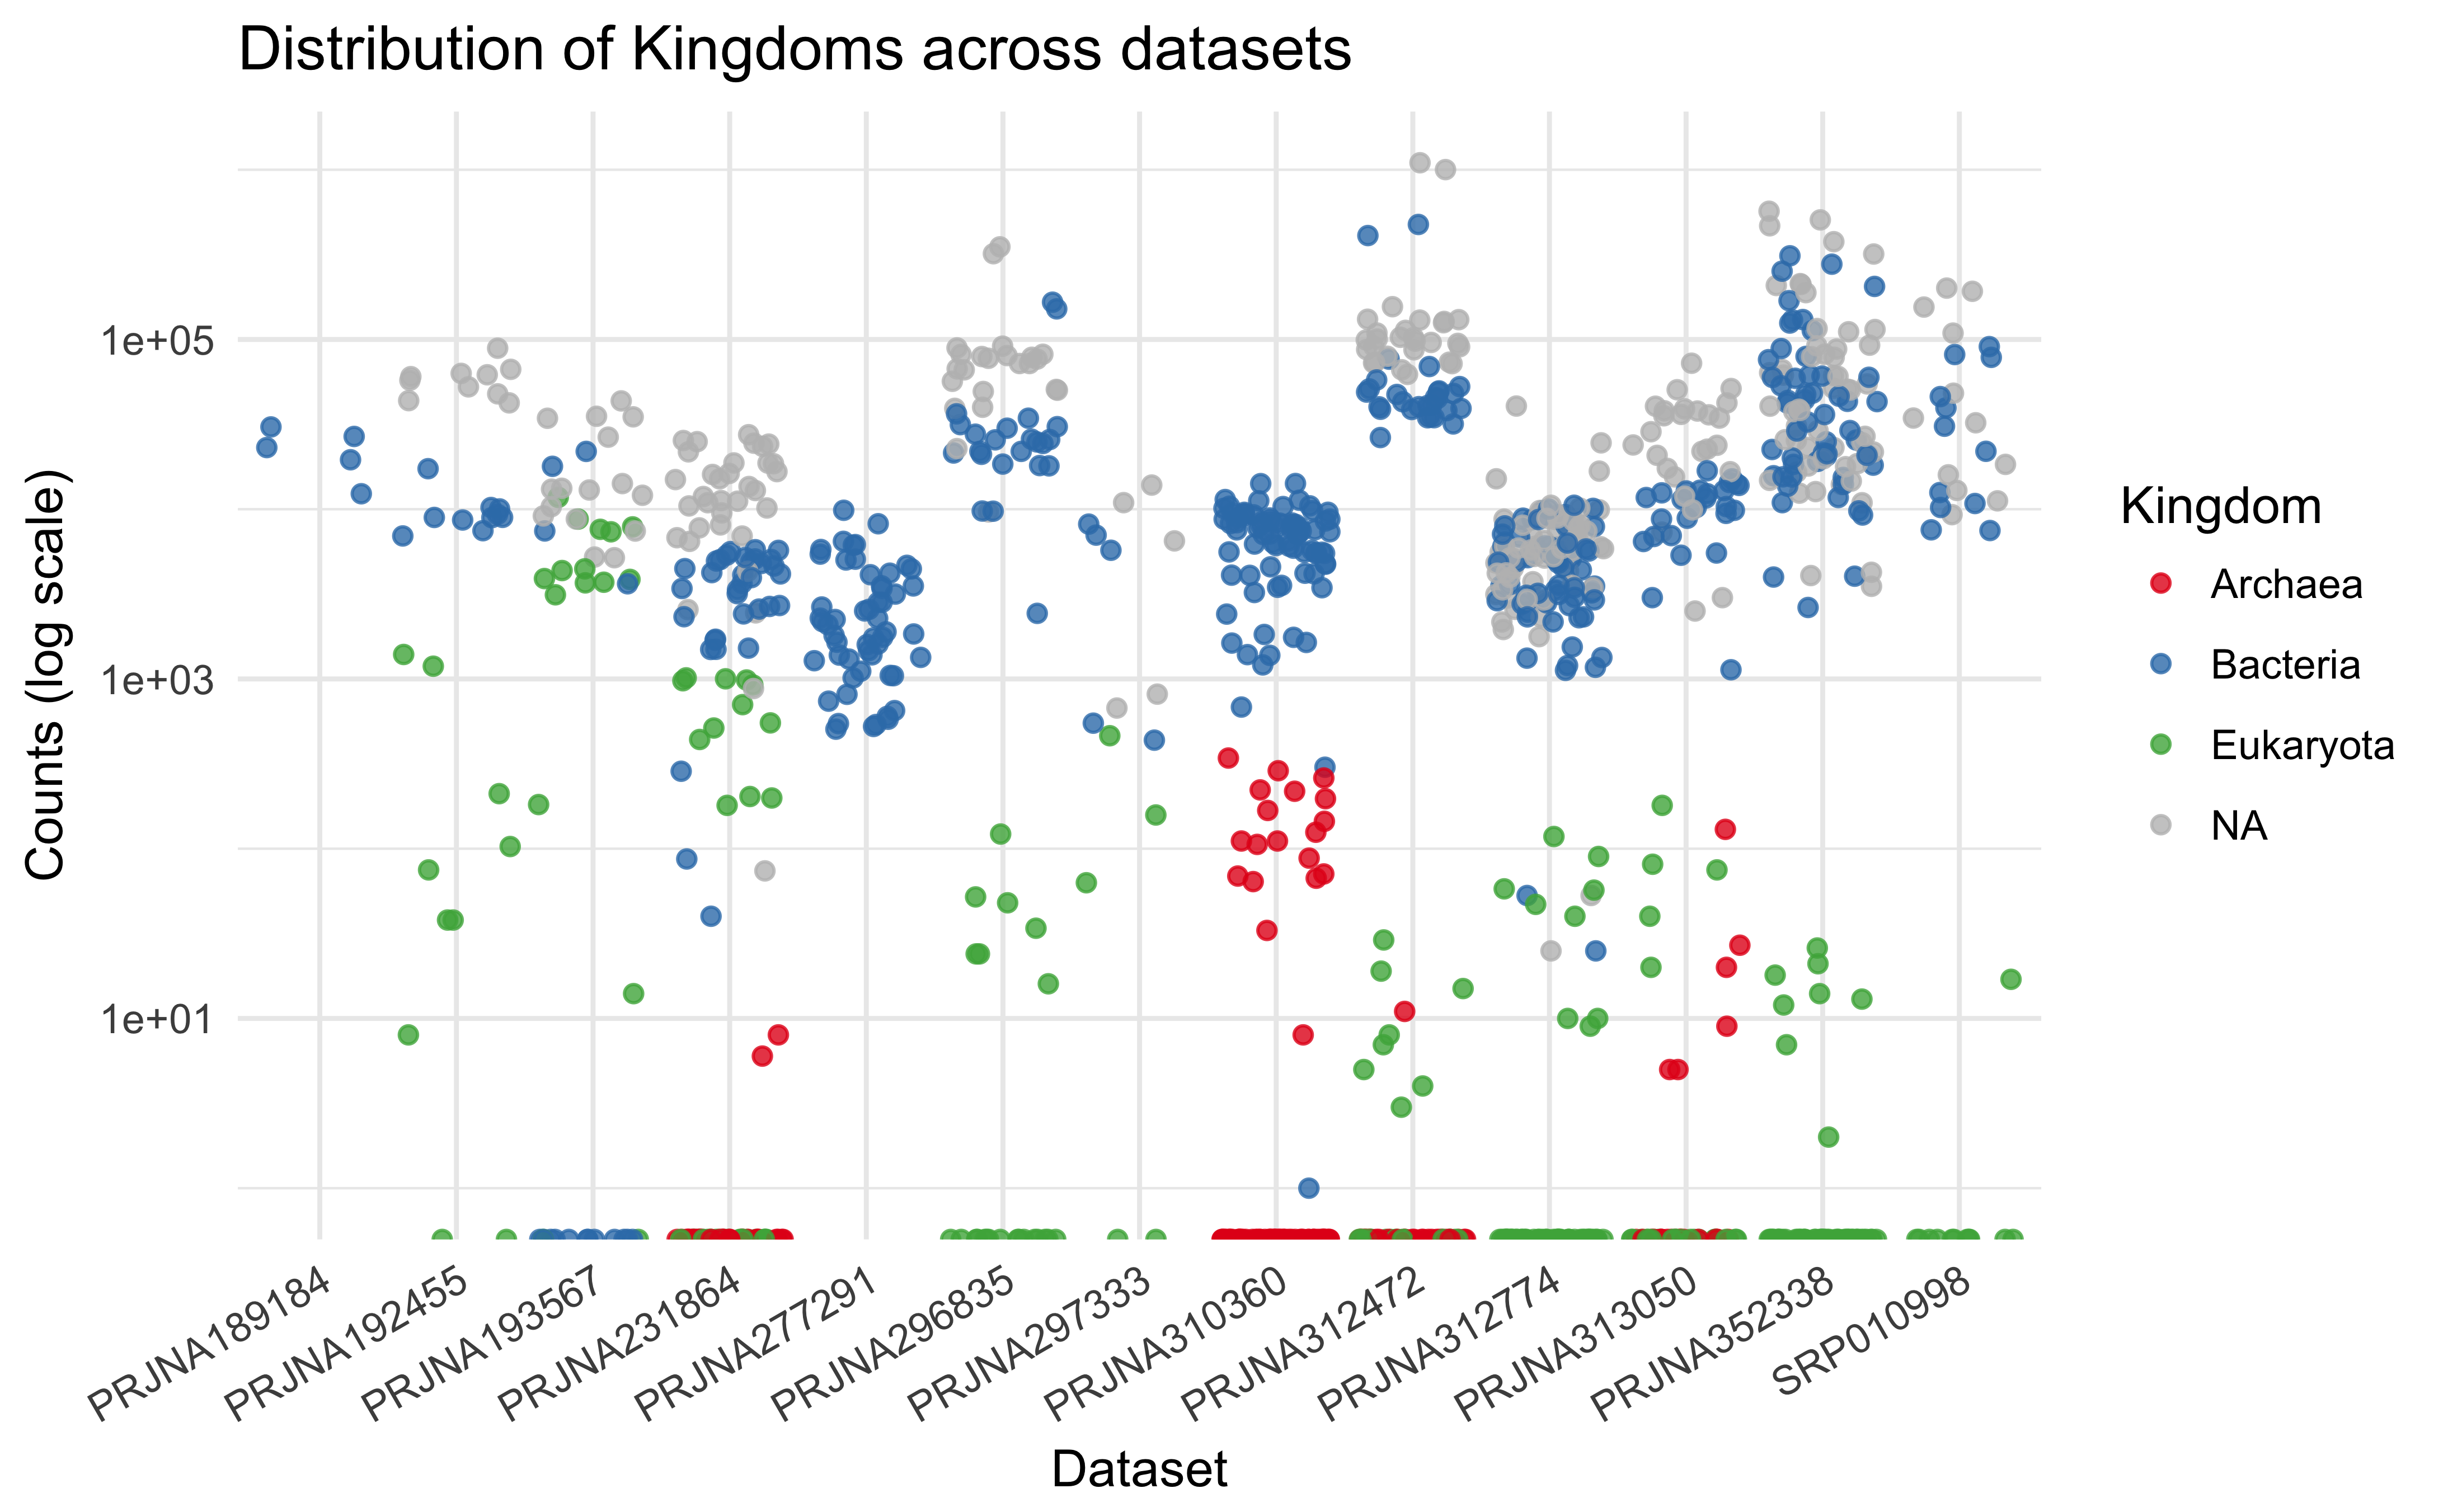 Distribution of Kingdoms across datasets
Counts (log scale)
1e+05
1e+03
1e+01
PRJNA189184
PRJNA192455
PRJNA193567
PRJNA231864
PRJNA277291
PRJNA296835
PRJNA297333
PRJNA310360
PRJNA312472
PRJNA312774
PRJNA313050
PRJNA352338
SRP010998
Dataset
Kingdom
Archaea
Bacteria
Eukaryota
NA